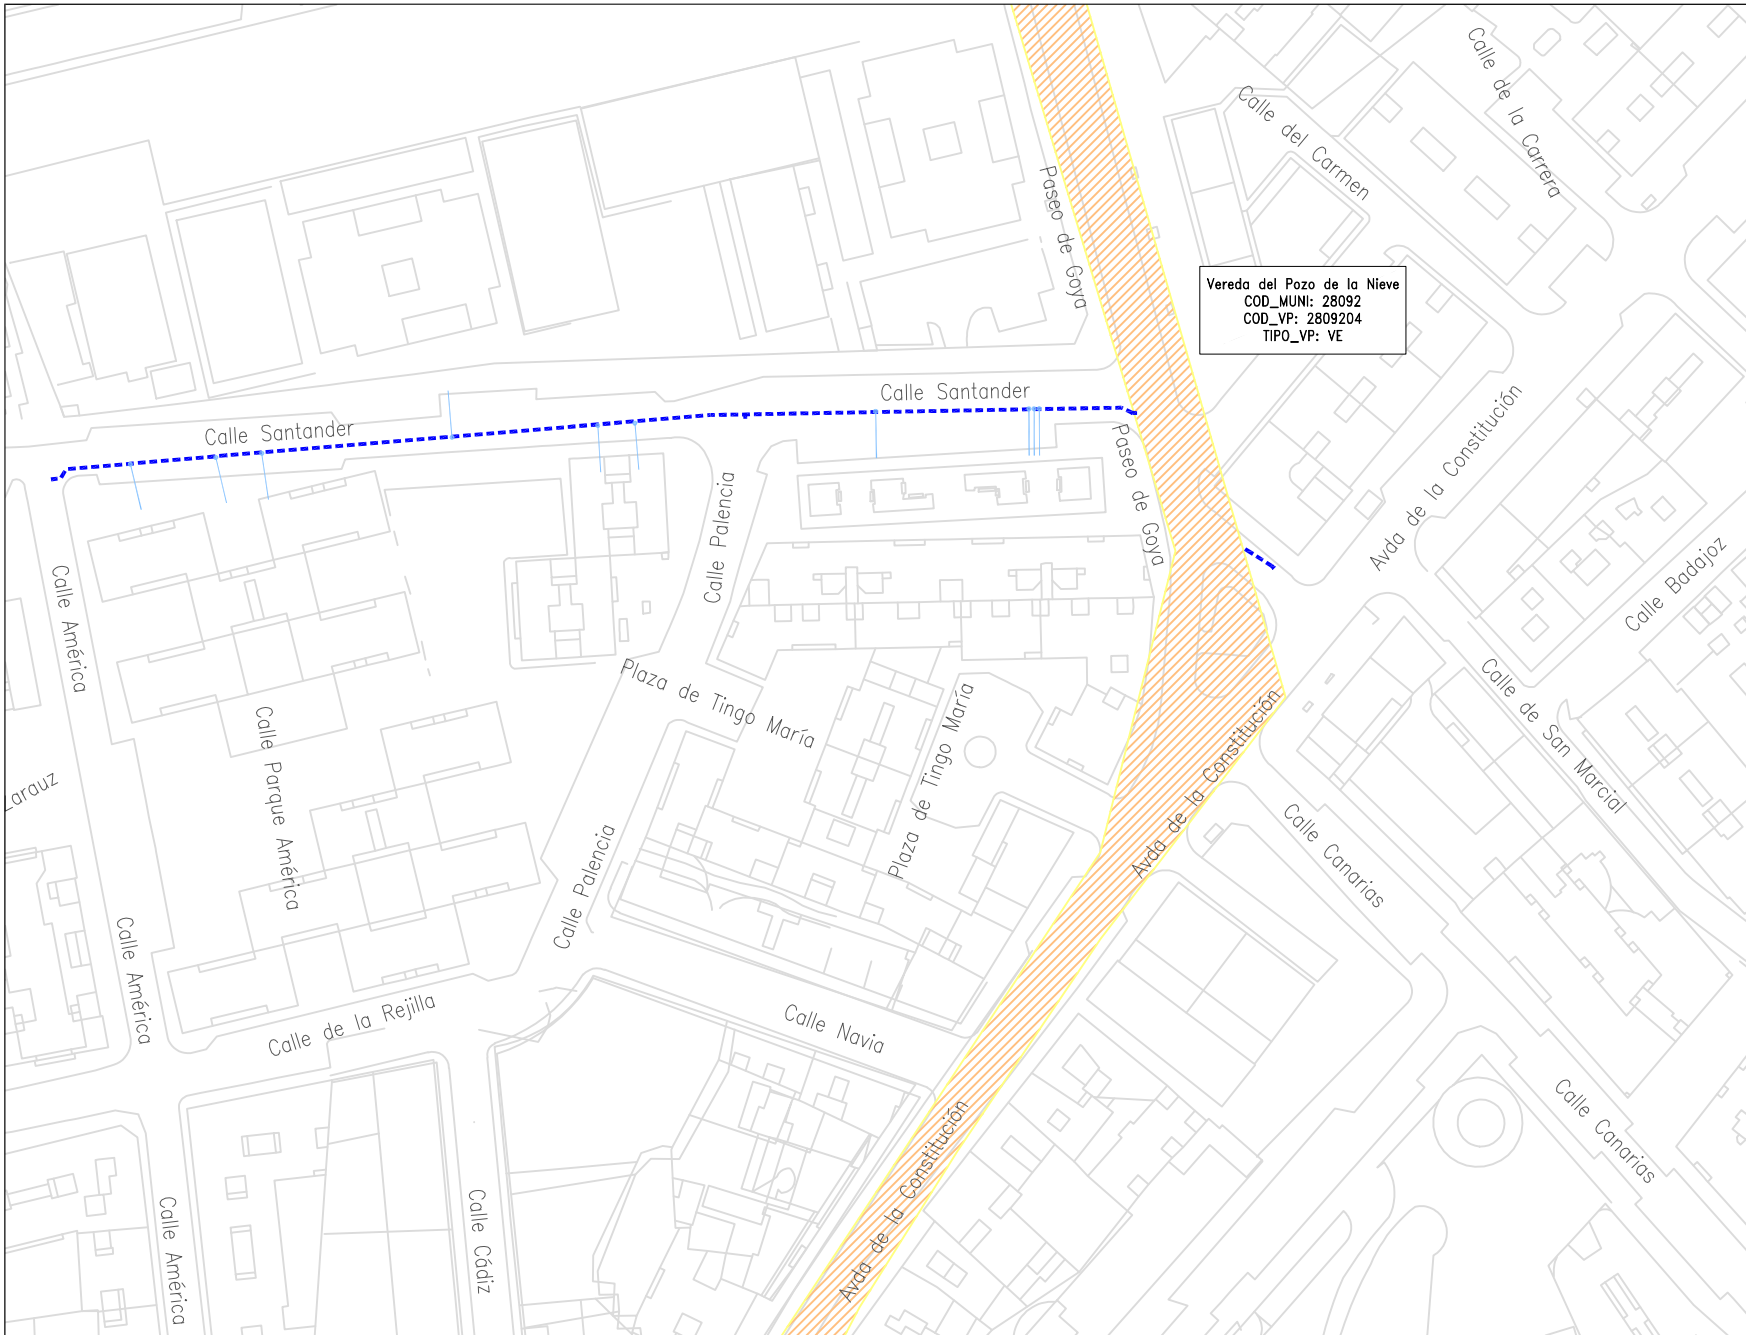 Calle de la Carrera
Calle del Carmen
Paseo de Goya
Vereda del Pozo de la Nieve
COD_MUNI: 28092
COD_VP: 2809204
TIPO_VP: VE
Calle Santander
Calle Santander
Paseo de Goya
Avda de la Constitución
Calle Palencia
Calle Badajoz
Calle América
Plaza de Tingo María
Plaza de Tingo María
Calle de San Marcial
Avda de la Constitución
Larauz
Calle Parque América
Calle Palencia
Calle Canarias
Calle América
Calle de la Rejilla
Calle Navia
Calle Canarias
Avda de la Constitución
Calle América
Calle Cádiz